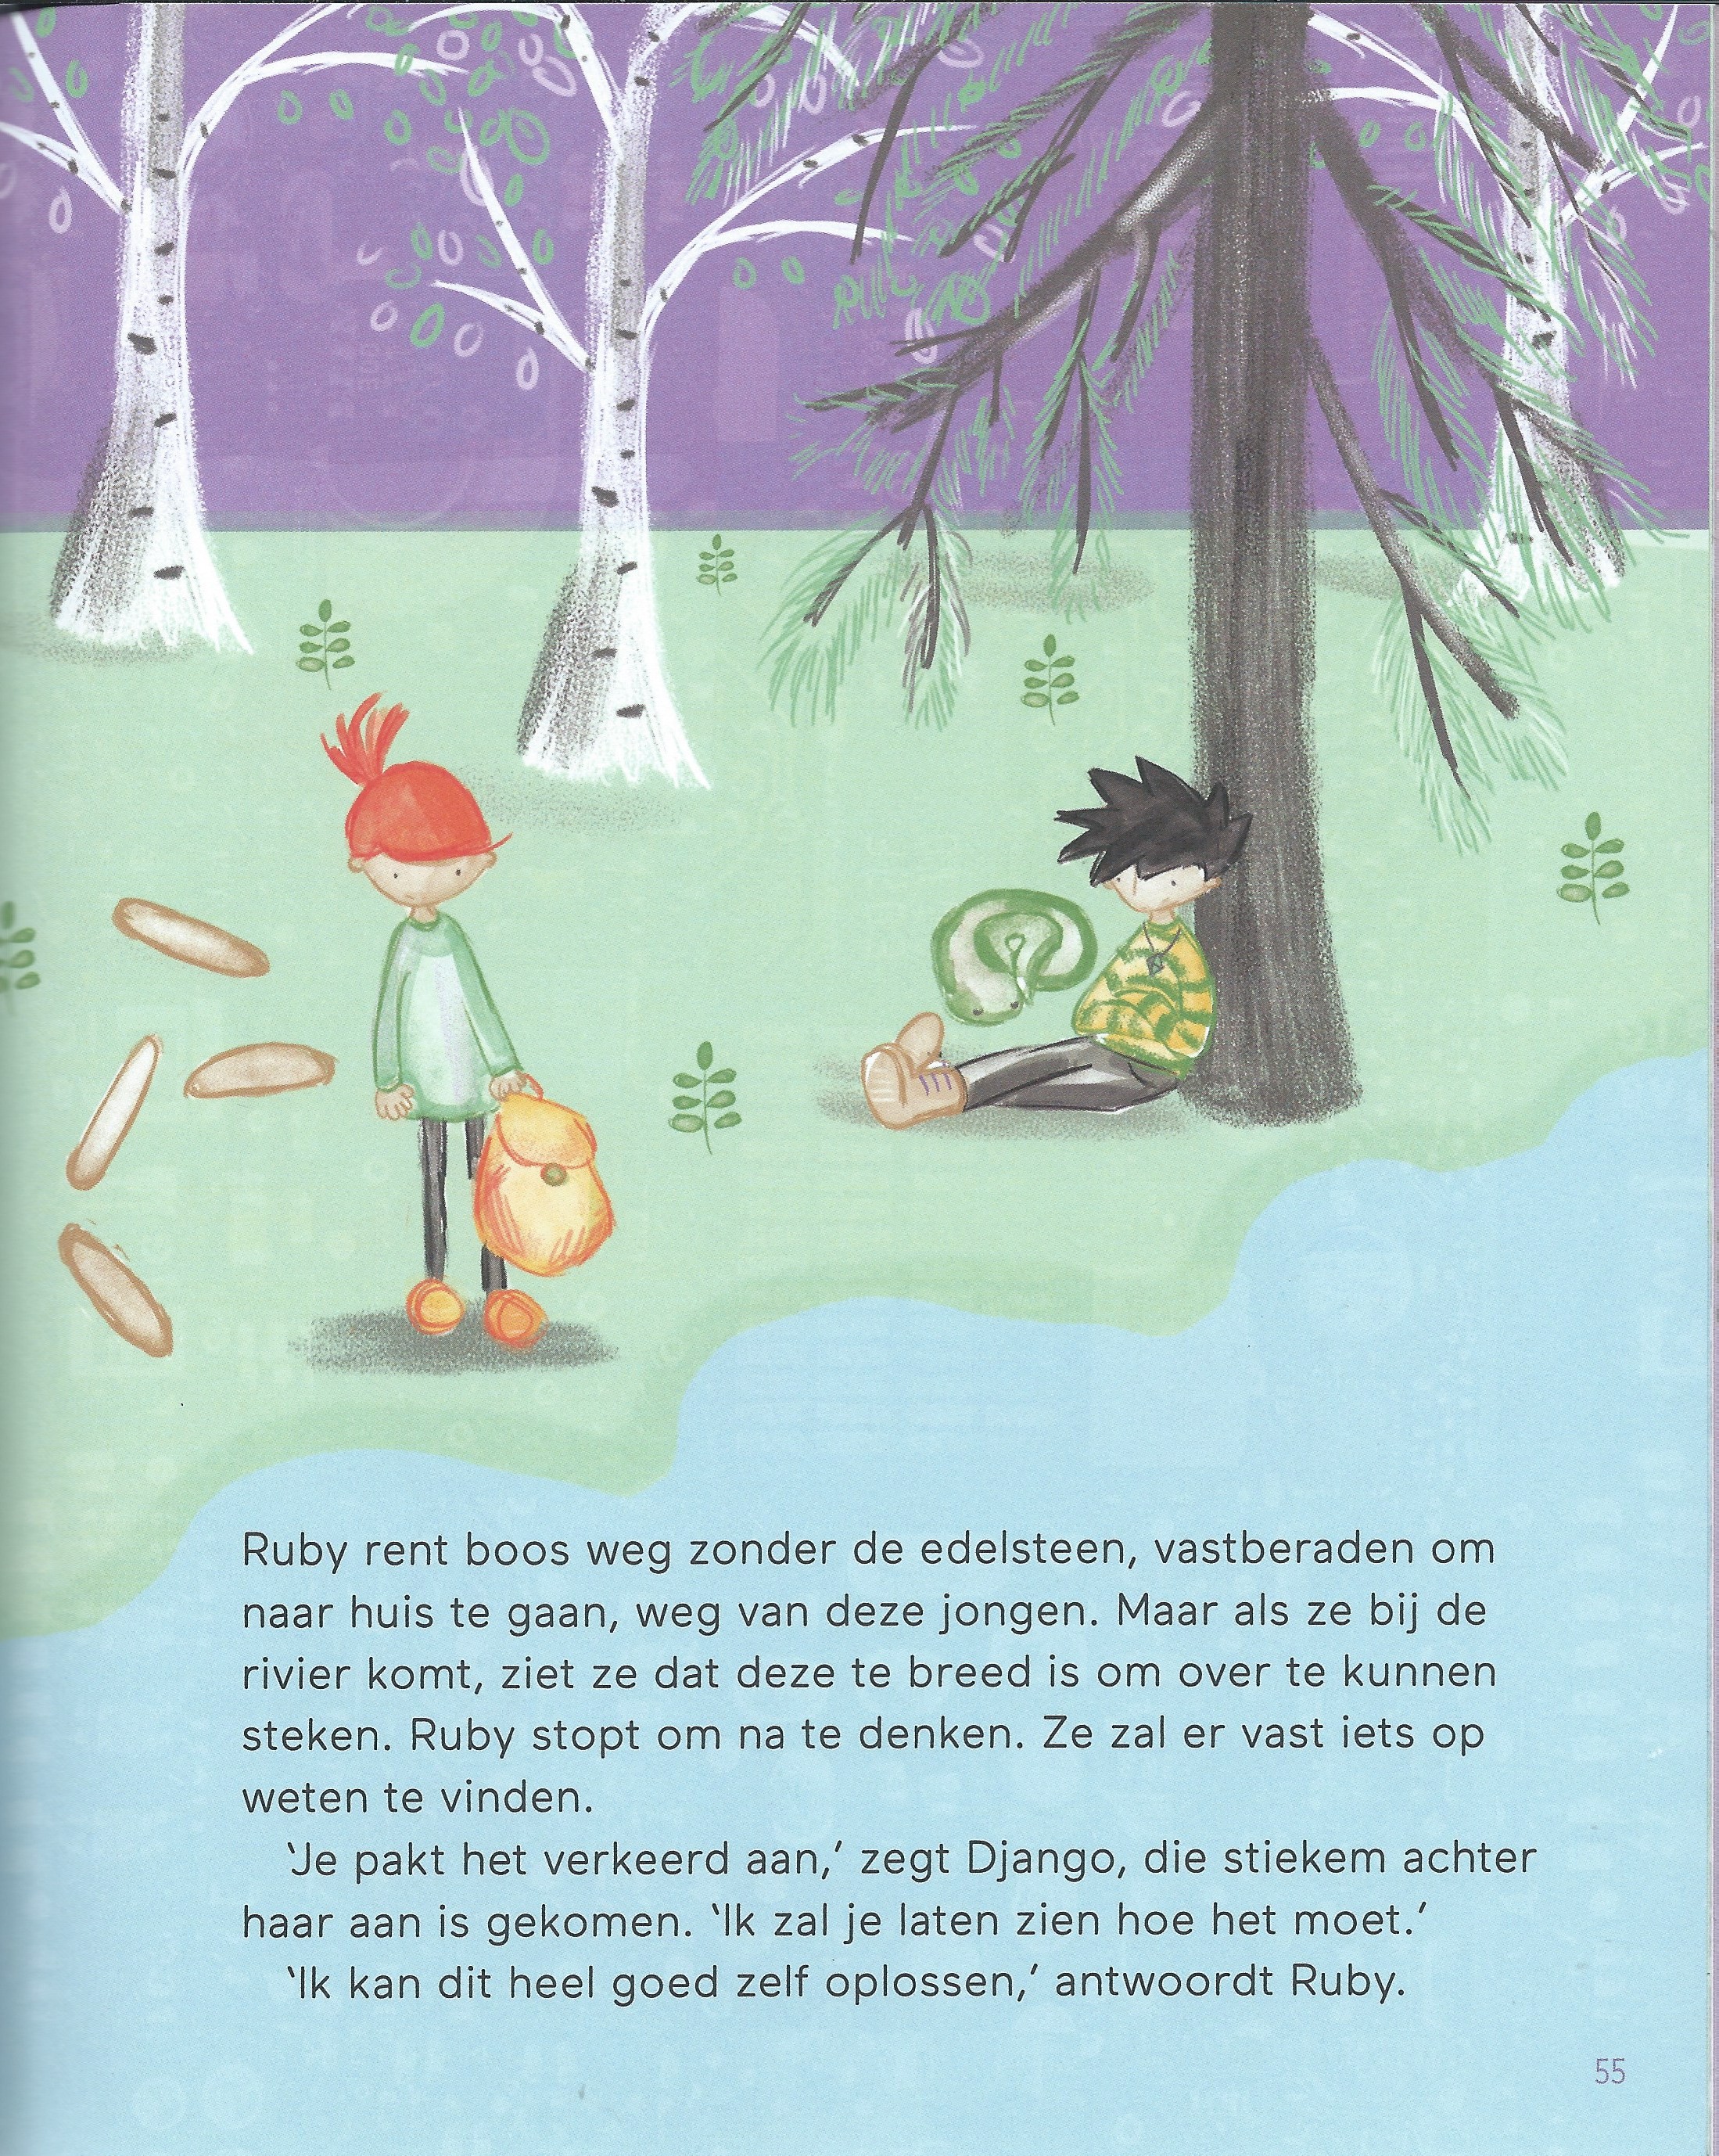 Ruby rent boos weg zonder de edelsteen, vastberaden om
naar huis te gaan, weg van deze jongen. Maar als ze bij de
rivier komt, ziet ze dat deze te breed is om over te kunnen
steken. Ruby stopt om na te denken. Ze zal er vast iets op
weten te vinden.
‘Je pakt het verkeerd aan,’ zegt Django, die stiekem achter
haar aan is gekomen. ‘Ik zal je laten zien hoe het moet.’
‘Ik kan dit heel goed zelf oplossen,’ antwoordt Ruby.
55